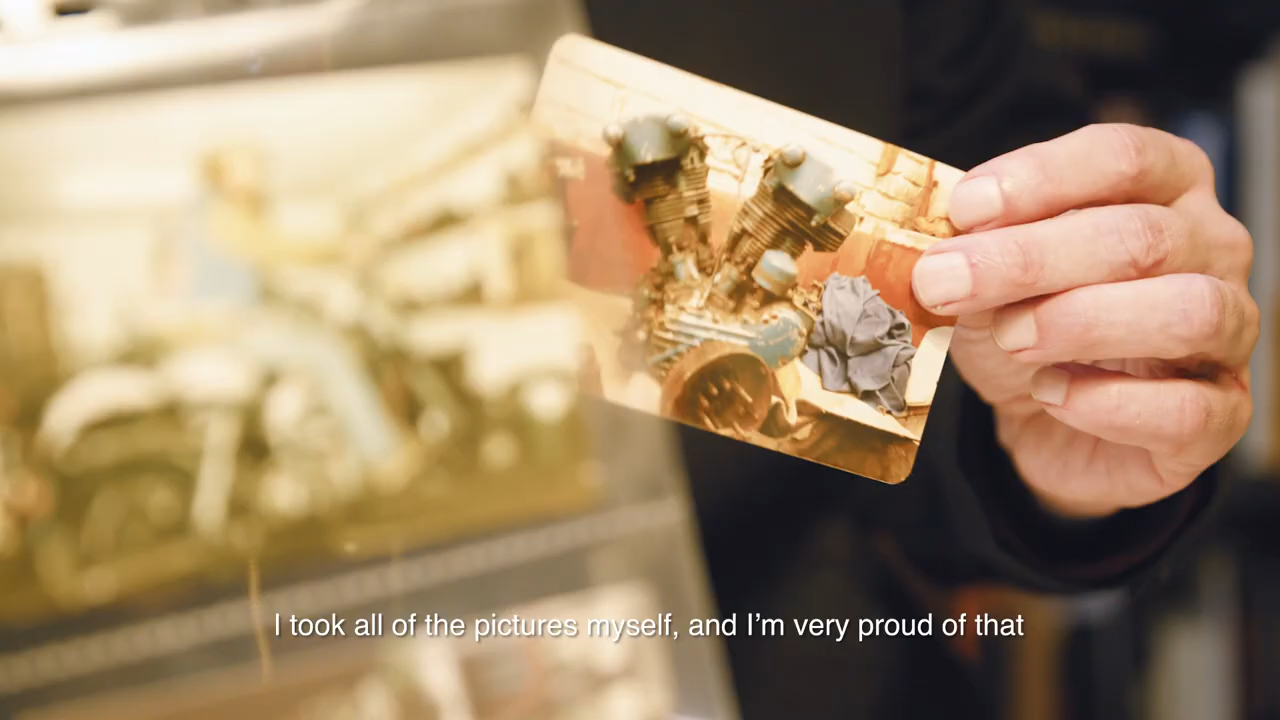 I took all of the pictures myself, and I’m very proud of that